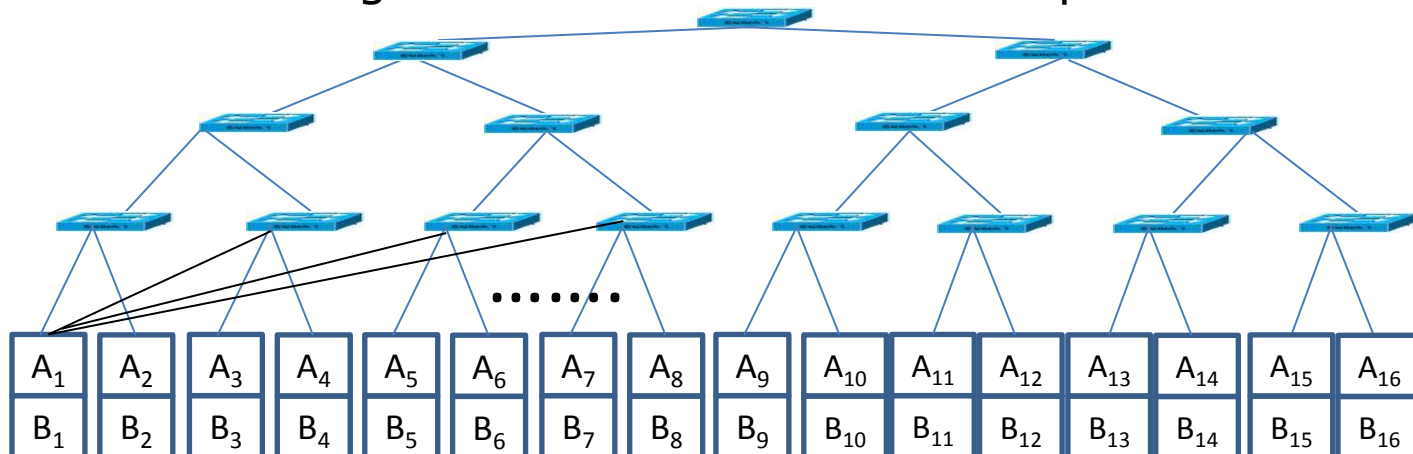 .......
A₁ A₂ A₃ A₄ A₅ A₆ A₇ A₈ A₉ A₁₀ A₁₁ A₁₂ A₁₃ A₁₄ A₁₅ A₁₆
B₁ B₂ B₃ B₄ B₅ B₆ B₇ B₈ B₉ B₁₀ B₁₁ B₁₂ B₁₃ B₁₄ B₁₅ B₁₆